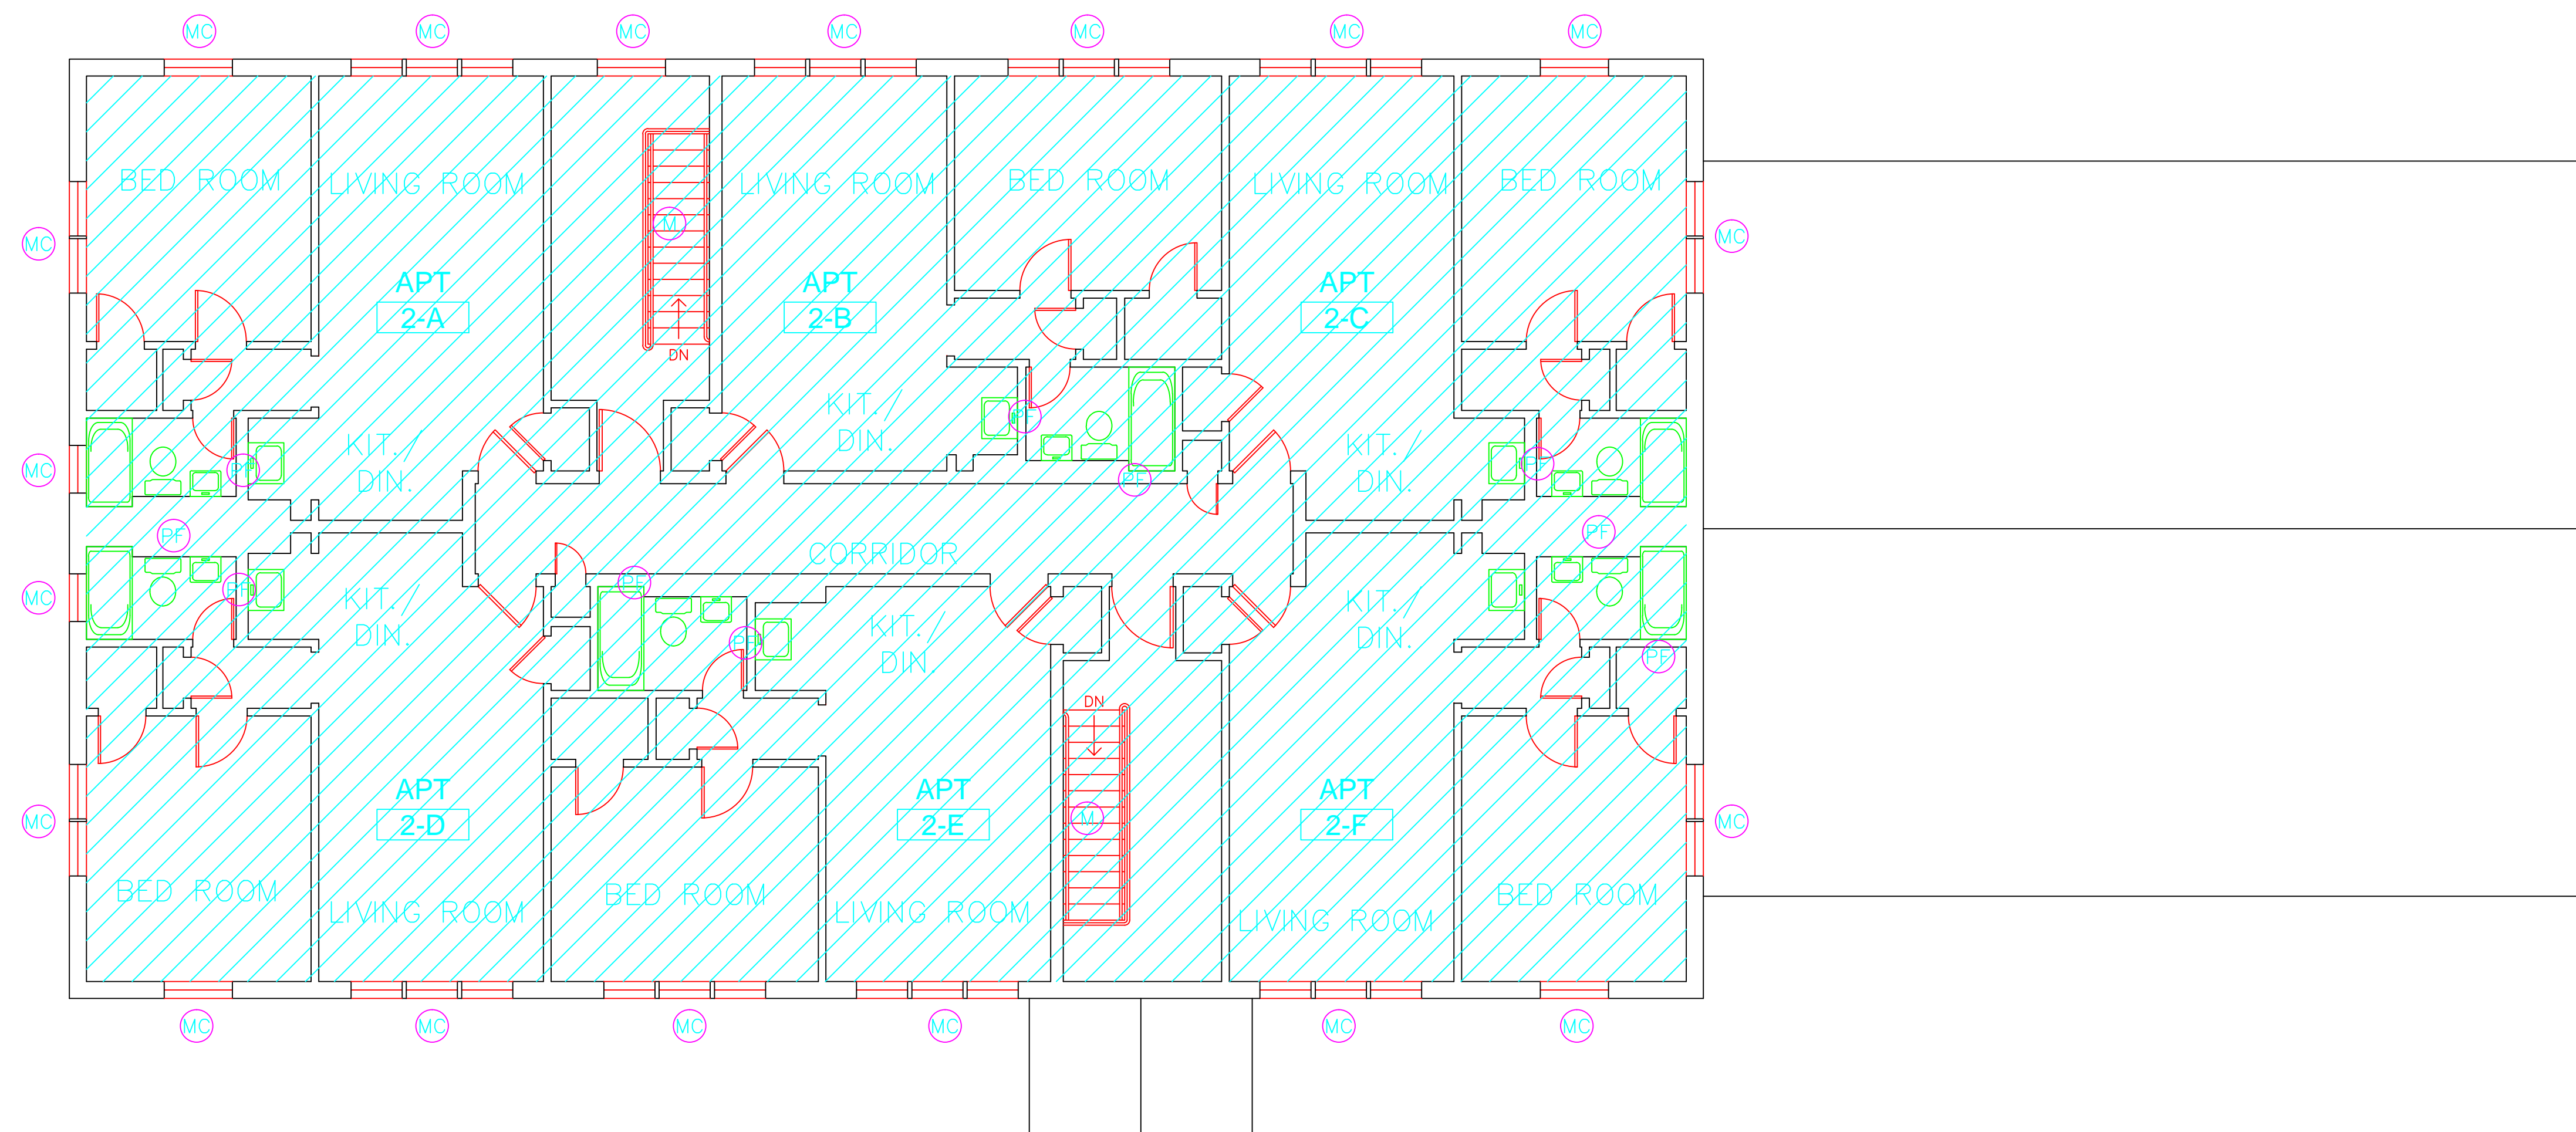 MC MC MC MC MC MC MC
BED ROOM LIVING ROOM LIVING ROOM BED ROOM LIVING ROOM BED ROOM
M
MC MC
APT APT APT
2-A 2-B 2-C
DN
KIT./ KIT./ KIT./
DIN. DIN. DIN.
PF PF PF PF
MC
PF PF
CORRIDOR
PF PF
MC
KIT./ KIT./ KIT./
DIN. DIN. DIN.
PF PF
DN
APT APT APT
2-D 2-E 2-F
MC M MC
BED ROOM LIVING ROOM BED ROOM LIVING ROOM LIVING ROOM BED ROOM
MC MC MC MC MC MC